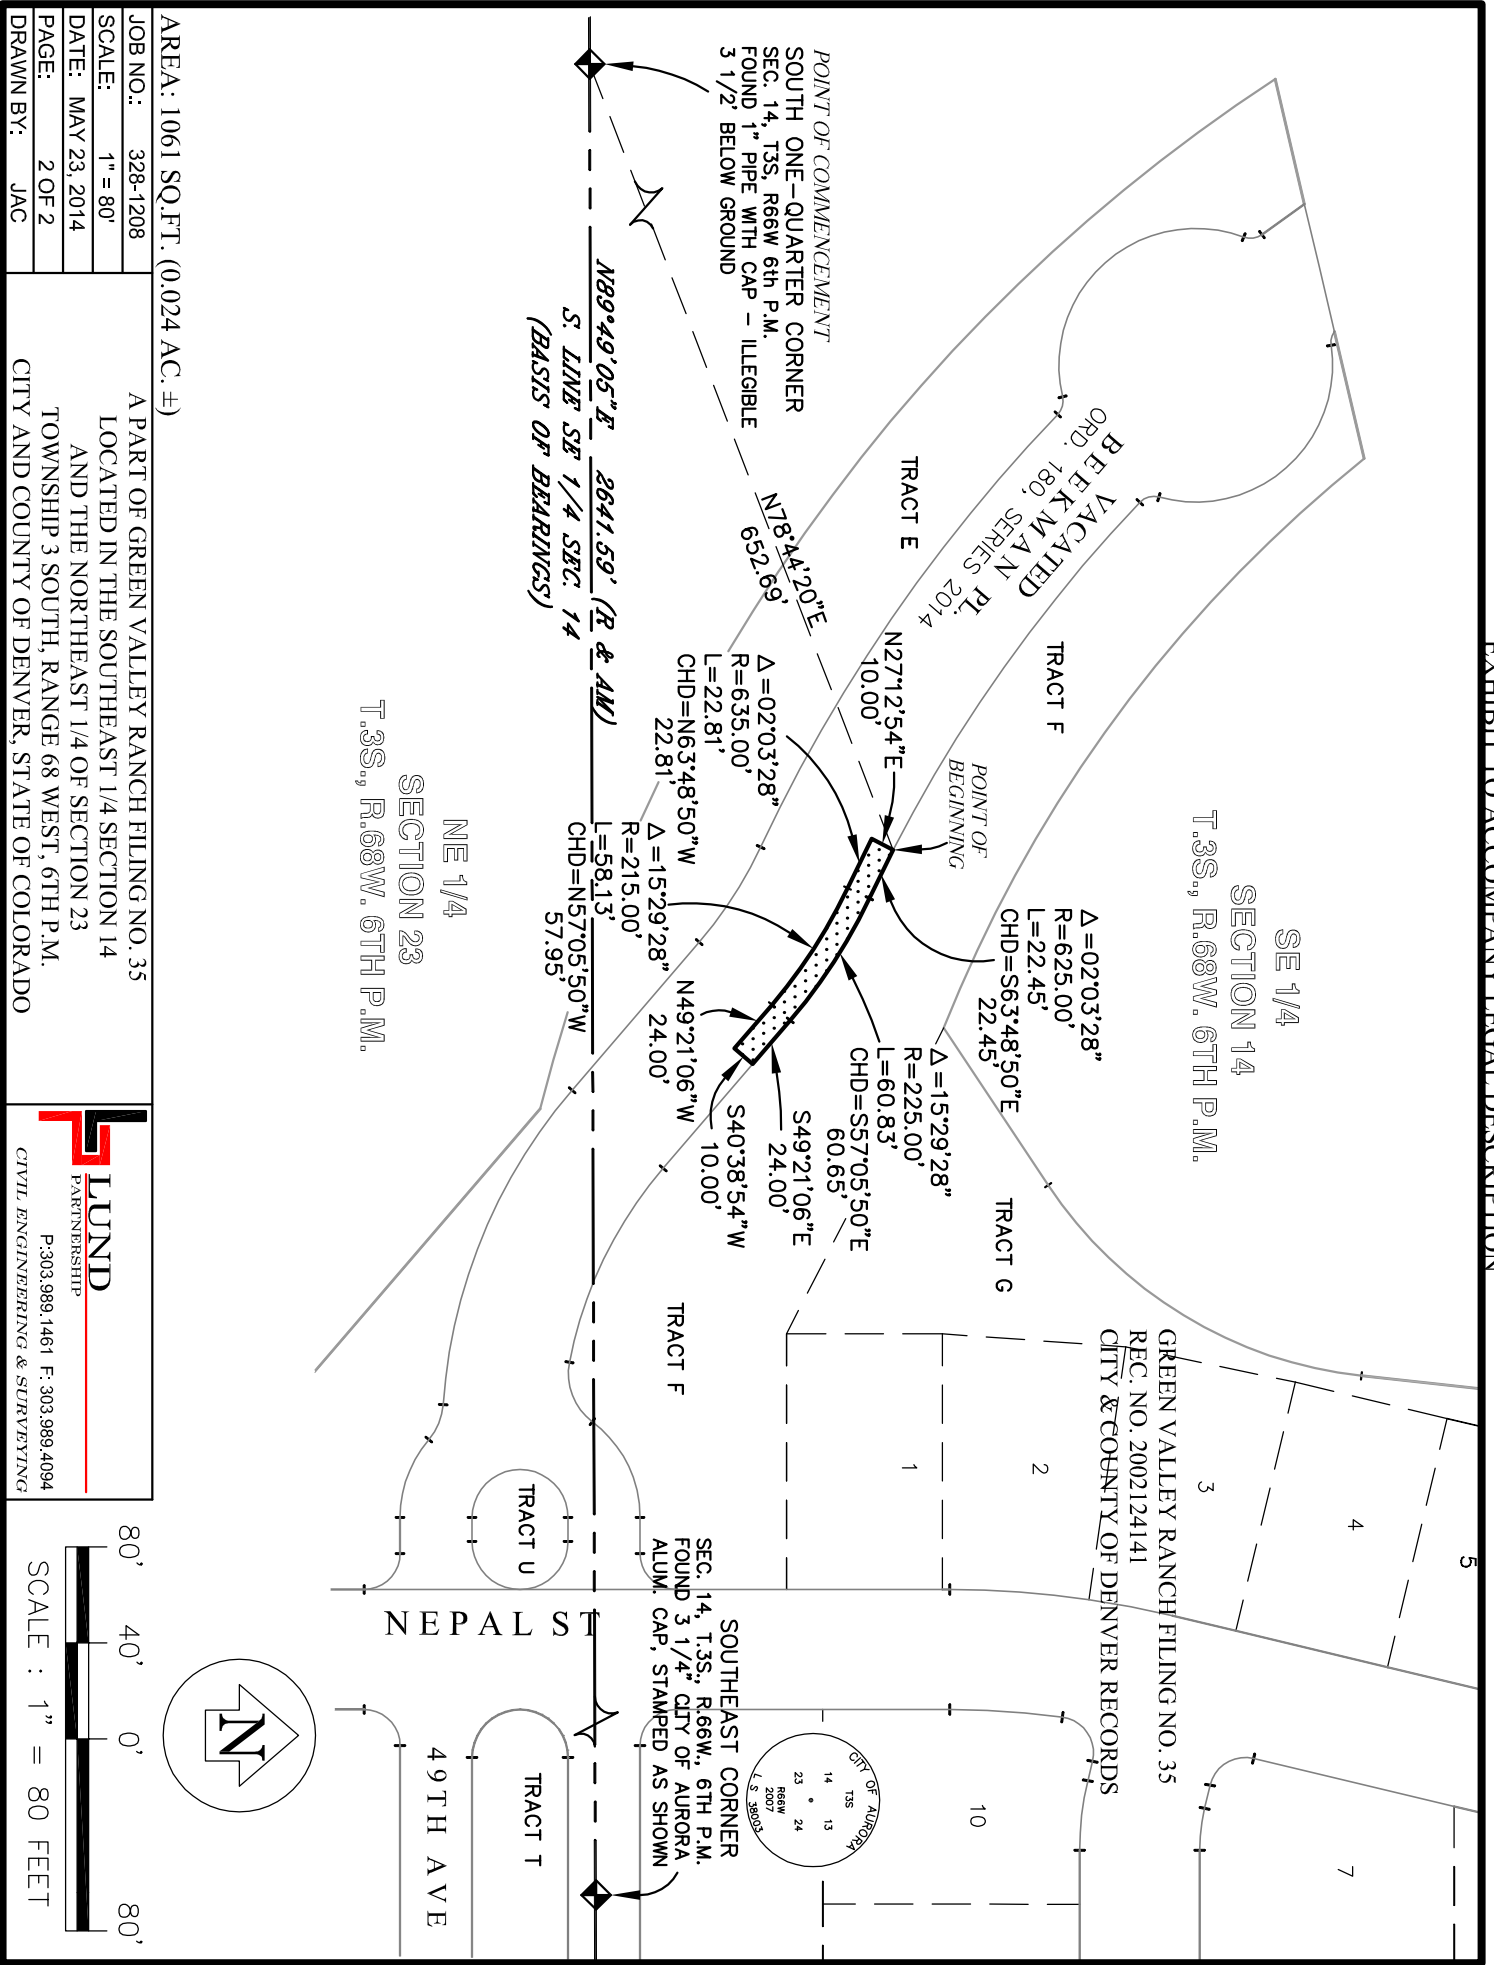 EXHIBIT TO ACCOMPANY LEGAL DESCRIPTION
SE 1/4
SECTION 14
T.3S., R.68W. 6TH P.M.
VACATED
BEEKMAN PL.
ORD. 180, SERIES 2014
TRACT E
TRACT F
TRACT G
TRACT F
POINT OF COMMENCEMENT
SOUTH ONE-QUARTER CORNER
SEC. 14, T3S, R66W 6th P.M.
FOUND 1" PIPE WITH CAP - ILLEGIBLE
3 1/2' BELOW GROUND
N78°44'20"E
652.69'
N27°12'54"E
10.00'
POINT OF
BEGINNING
Δ=02°03'28"
R=625.00'
L=22.45'
CHD=S63°48'50"E
22.45'
Δ=15°29'28"
R=225.00'
L=60.83'
CHD=S57°05'50"E
60.65'
S49°21'06"E
24.00'
S40°38'54"W
10.00'
N49°21'06"W
24.00'
Δ=15°29'28"
R=215.00'
L=58.13'
CHD=N57°05'50"W
57.95'
Δ=02°03'28"
R=635.00'
L=22.81'
CHD=N63°48'50"W
22.81'
N89°49'05"E 2641.59' (R & AM)
S. LINE SE 1/4 SEC. 14
(BASIS OF BEARINGS)
NE 1/4
SECTION 23
T.3S., R.68W. 6TH P.M.
GREEN VALLEY RANCH FILING NO. 35
REC. NO. 2002124141
CITY & COUNTY OF DENVER RECORDS
1
2
3
4
5
7
10
CITY OF AURORA
T3S
14 13
23 24
R66W
2007
L S 38003
SOUTHEAST CORNER
SEC. 14, T.3S., R.66W., 6TH P.M.
FOUND 3 1/4" CITY OF AURORA
ALUM. CAP, STAMPED AS SHOWN
TRACT U
TRACT T
NEPAL ST
49TH AVE
N
80' 40' 0' 80'
SCALE : 1" = 80 FEET
AREA: 1061 SQ.FT. (0.024 AC. ±)
JOB NO.: 328-1208
SCALE: 1" = 80'
DATE: MAY 23, 2014
PAGE: 2 OF 2
DRAWN BY: JAC
A PART OF GREEN VALLEY RANCH FILING NO. 35
LOCATED IN THE SOUTHEAST 1/4 SECTION 14
AND THE NORTHEAST 1/4 OF SECTION 23
TOWNSHIP 3 SOUTH, RANGE 68 WEST, 6TH P.M.
CITY AND COUNTY OF DENVER, STATE OF COLORADO
LUND
PARTNERSHIP
P:303.989.1461 F: 303.989.4094
CIVIL ENGINEERING & SURVEYING